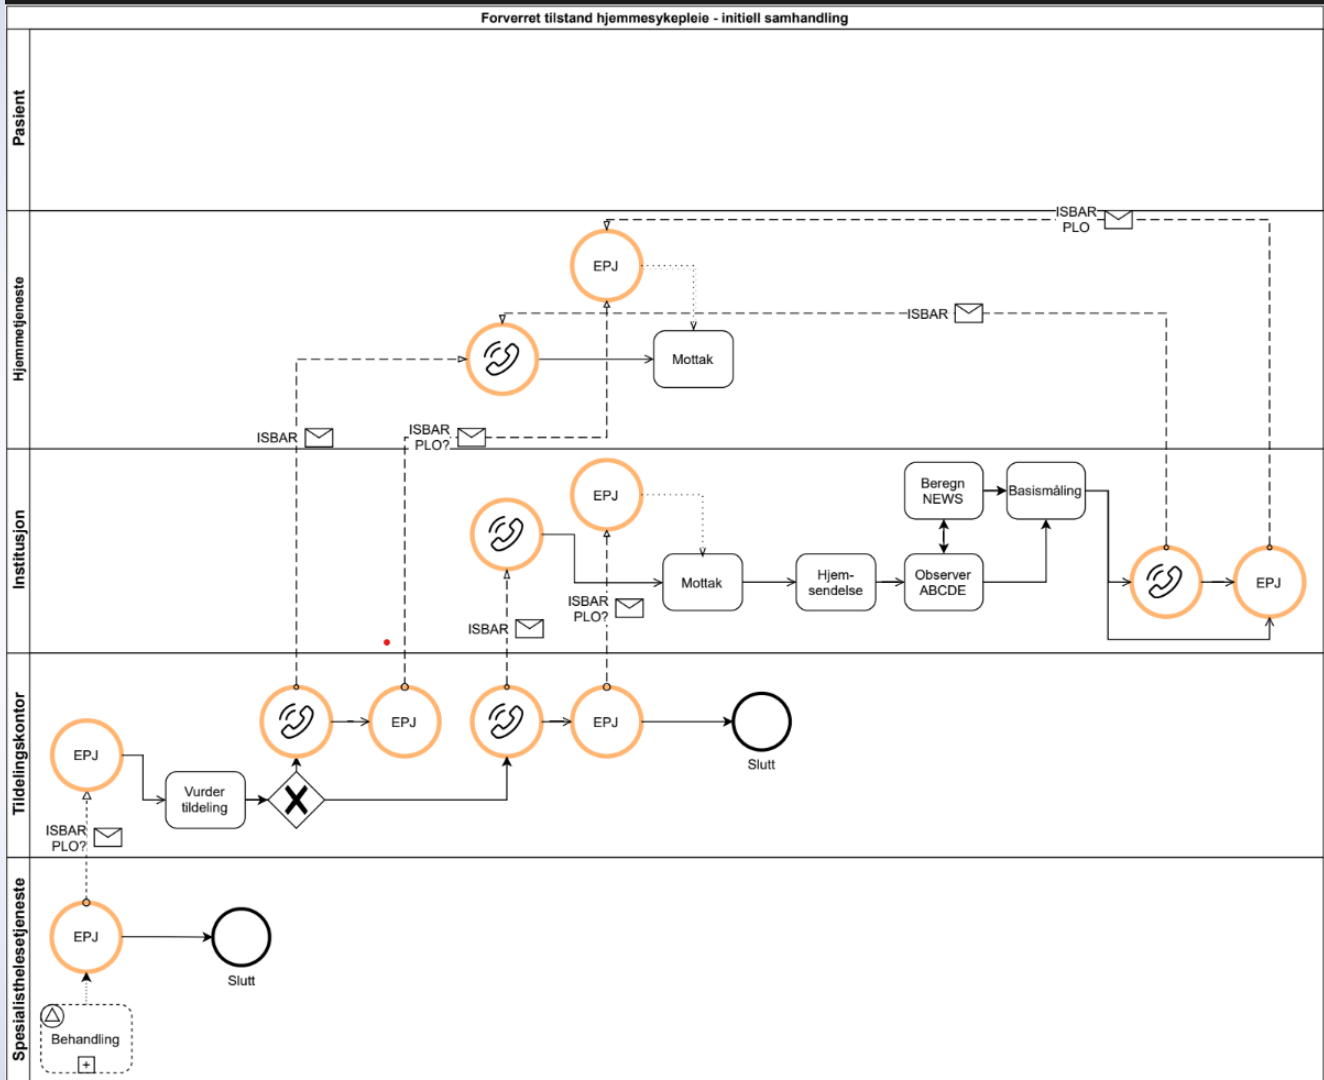 Forverret tilstand hjemmesykepleie - initiell samhandling
Pasient
Hjemmetjeneste
ISBAR
PLO
EPJ
ISBAR
Mottak
ISBAR
ISBAR
PLO?
Institusjon
EPJ
Beregn
NEWS
Basismåling
Mottak
Hjem-
sendelse
Observer
ABCDE
EPJ
ISBAR
PLO?
ISBAR
Tildelingskontor
EPJ
EPJ
EPJ
Slutt
Vurder
tildeling
ISBAR
PLO?
Spesialisthelesetjeneste
EPJ
Slutt
Behandling